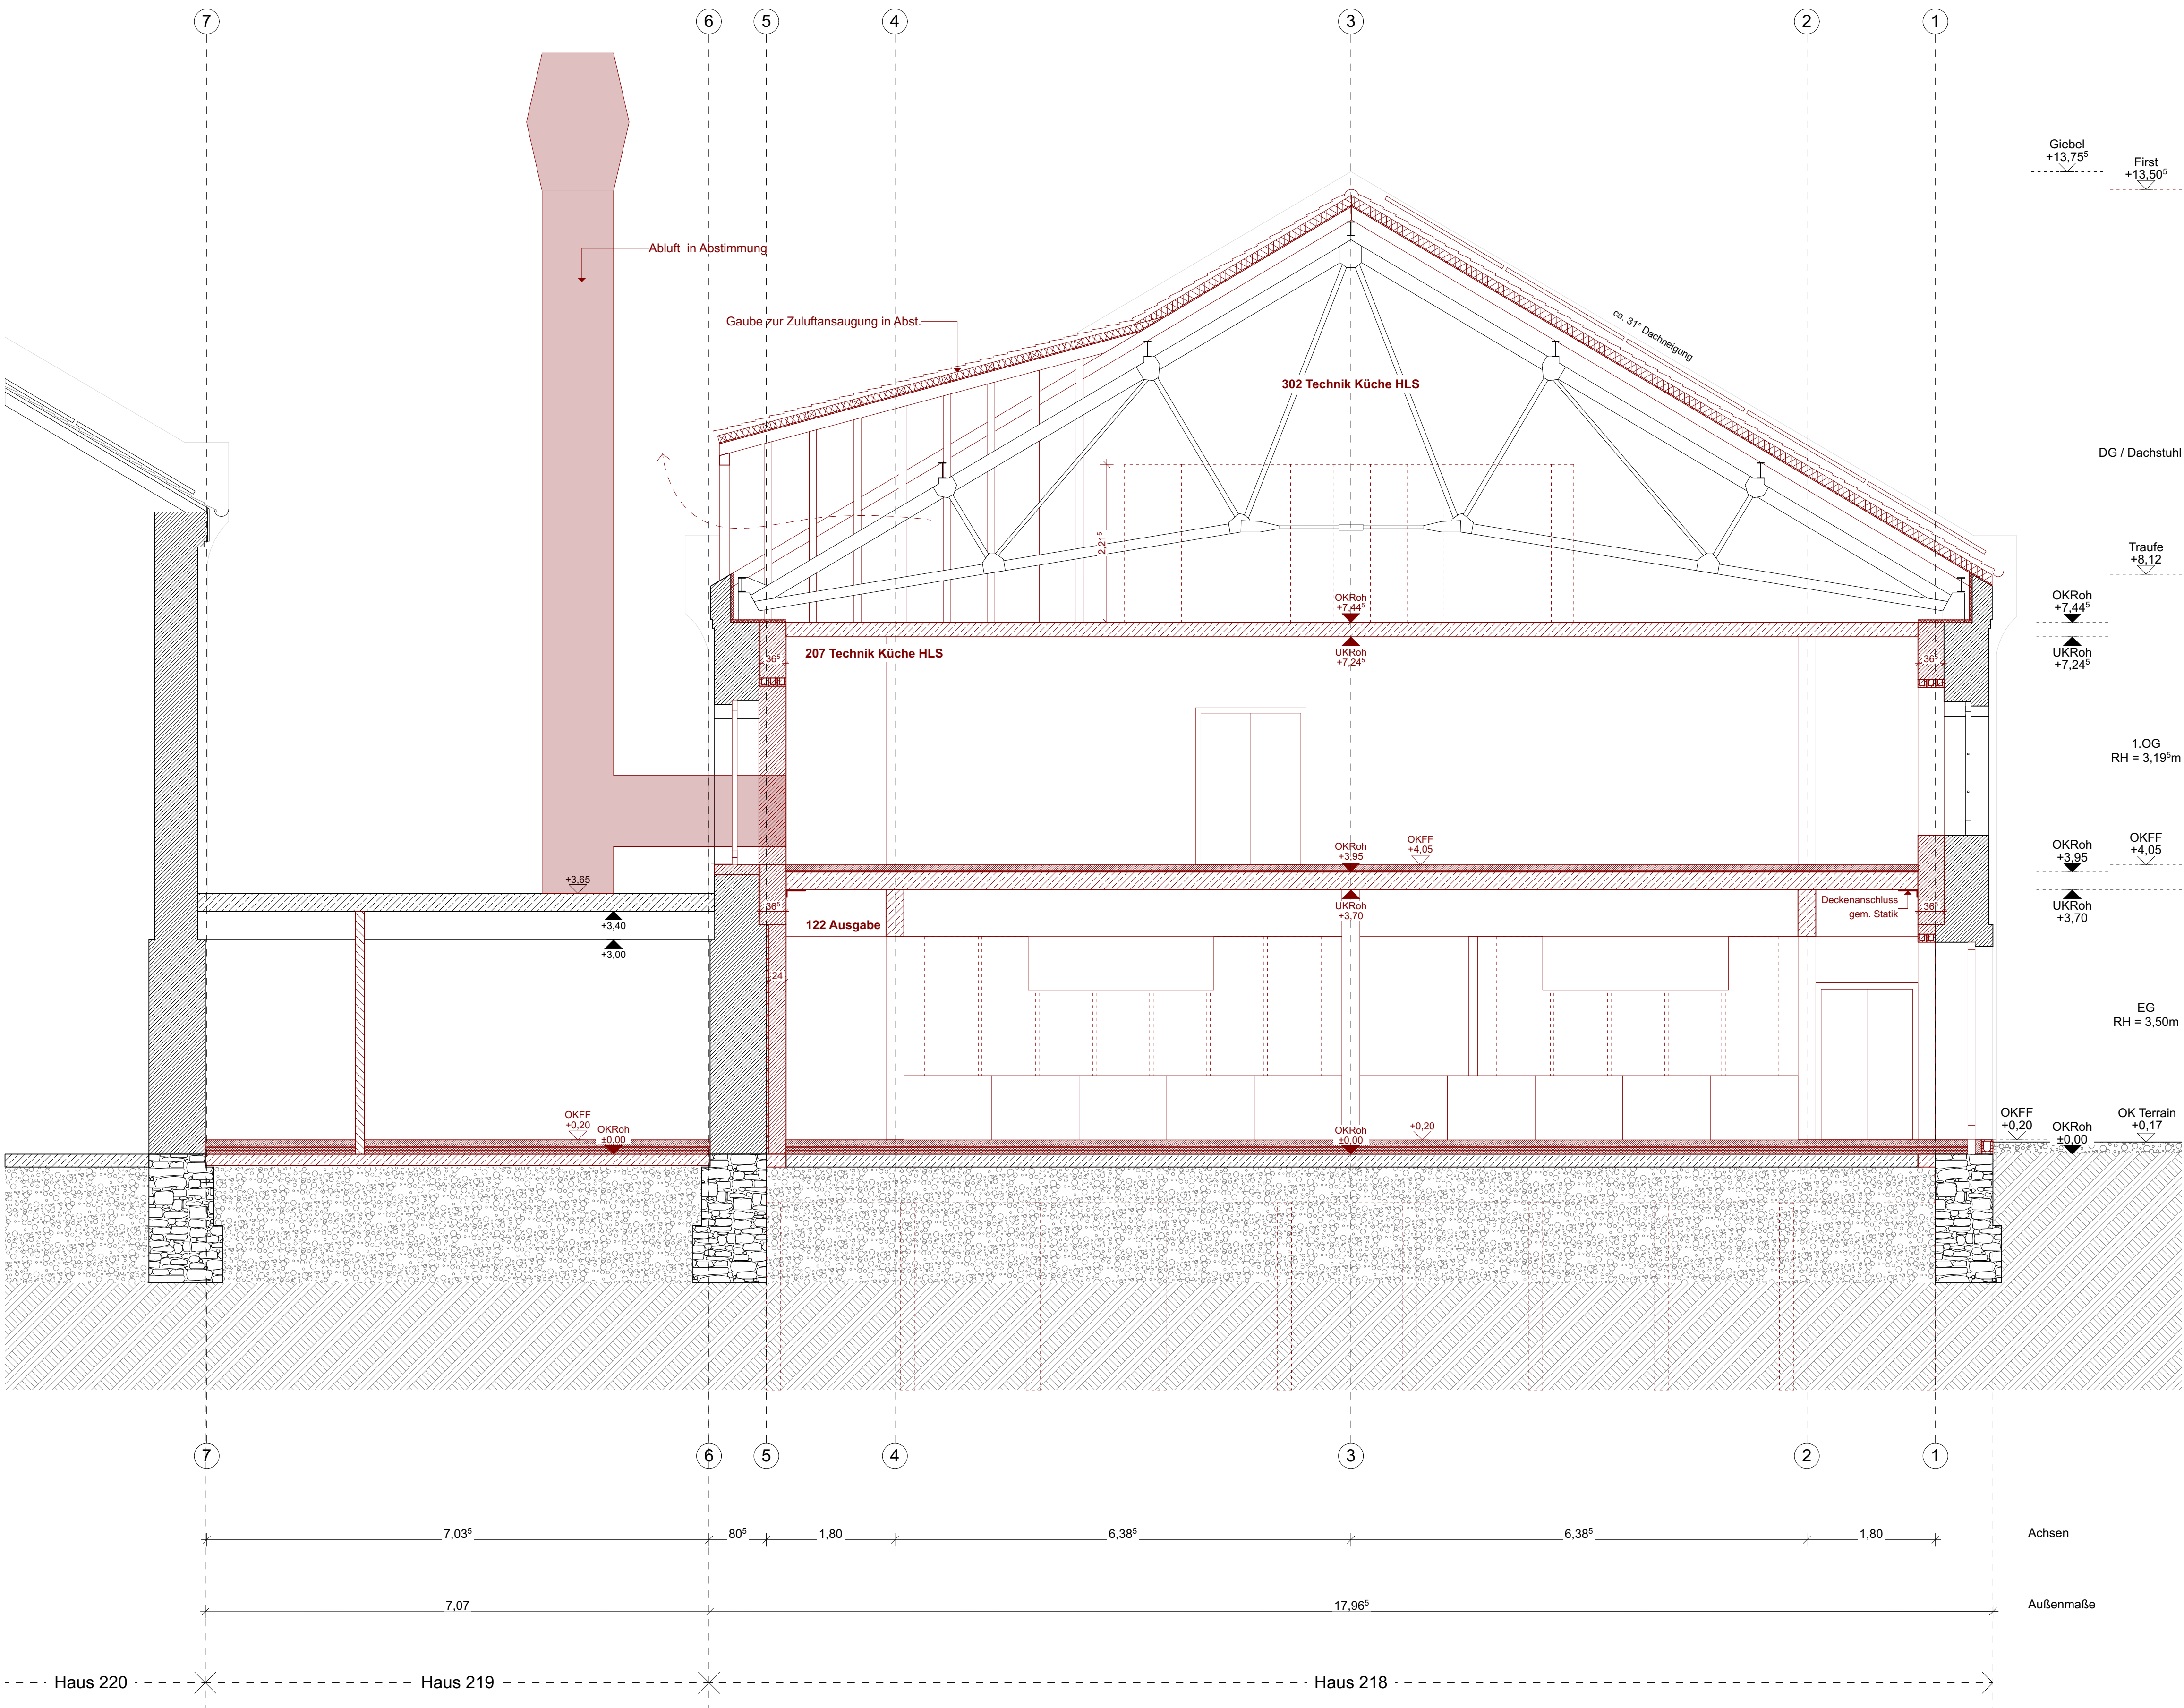 7 6 5 4 3 2 1
Giebel
+13,75⁵
First
+13,50⁵
Abluft in Abstimmung
Gaube zur Zuluftansaugung in Abst.
ca. 31° Dachneigung
302 Technik Küche HLS
DG / Dachstuhl
2,21⁵
Traufe
+8,12
OKRoh
+7,44⁵
OKRoh
+7,44⁵
36⁵
207 Technik Küche HLS
UKRoh
+7,24⁵
36⁵
UKRoh
+7,24⁵
1.OG
RH = 3,19⁵m
OKRoh
+3,95
OKFF
+4,05
OKRoh
+3,95
OKFF
+4,05
+3,65
36⁵
UKRoh
+3,70
Deckenanschluss
gem. Statik
36⁵
UKRoh
+3,70
+3,40
122 Ausgabe
+3,00
24
EG
RH = 3,50m
OKFF
+0,20
OKRoh
±0,00
OKRoh
±0,00
+0,20
OKFF
+0,20
OKRoh
±0,00
OK Terrain
+0,17
7 6 5 4 3 2 1
7,03⁵ 80⁵ 1,80 6,38⁵ 6,38⁵ 1,80 Achsen
7,07 17,96⁵ Außenmaße
Haus 220 Haus 219 Haus 218